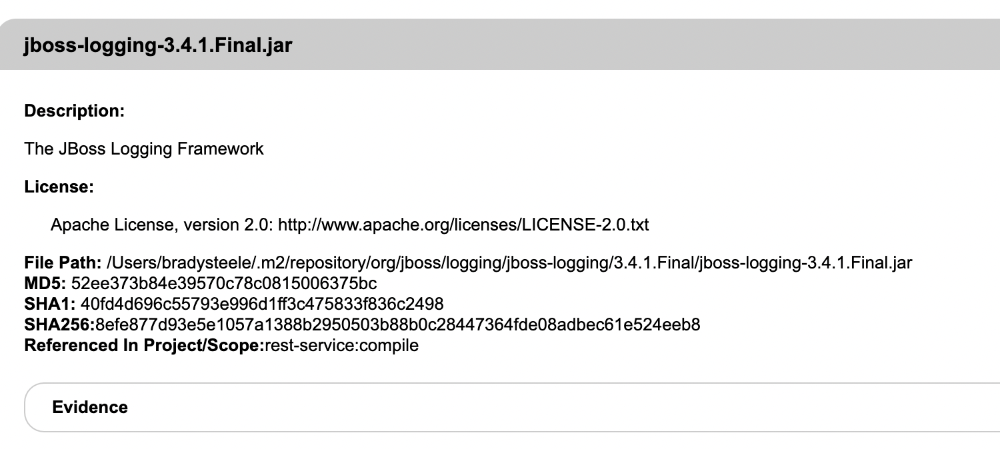 jboss-logging-3.4.1.Final.jar
Description:
The JBoss Logging Framework
License:
Apache License, version 2.0: http://www.apache.org/licenses/LICENSE-2.0.txt
File Path: /Users/bradysteele/.m2/repository/org/jboss/logging/jboss-logging/3.4.1.Final/jboss-logging-3.4.1.Final.jar
MD5: 52ee373b84e39570c78c0815006375bc
SHA1: 40fd4d696c55793e996d1ff3c475833f836c2498
SHA256:8efe877d93e5e1057a1388b2950503b88b0c28447364fde08adbec61e524eeb8
Referenced In Project/Scope:rest-service:compile
Evidence